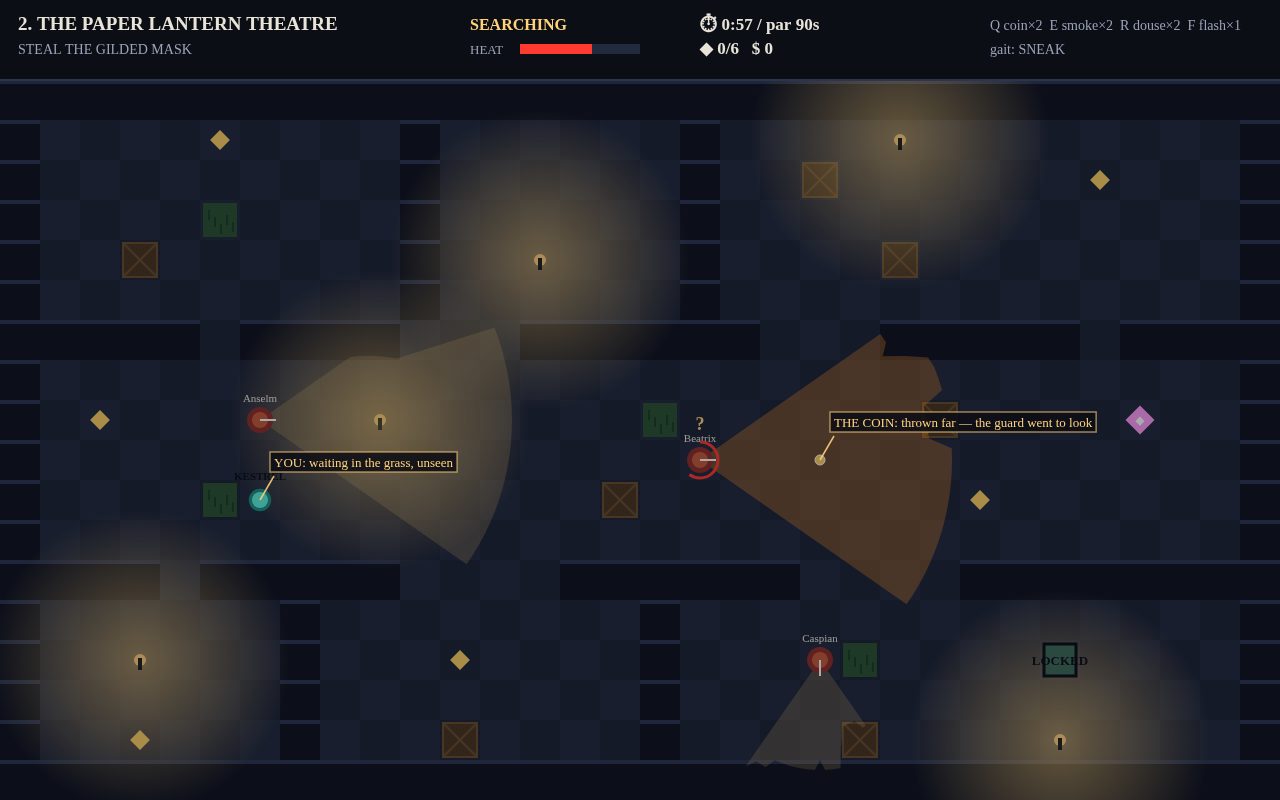 2. THE PAPER LANTERN THEATRE
STEAL THE GILDED MASK
SEARCHING
HEAT
⏱ 0:57 / par 90s
◆ 0/6 $ 0
Q coin×2 E smoke×2 R douse×2 F flash×1
gait: SNEAK
Anselm
?
Beatrix
THE COIN: thrown far — the guard went to look
YOU: waiting in the grass, unseen
KESTREL
Caspian
LOCKED